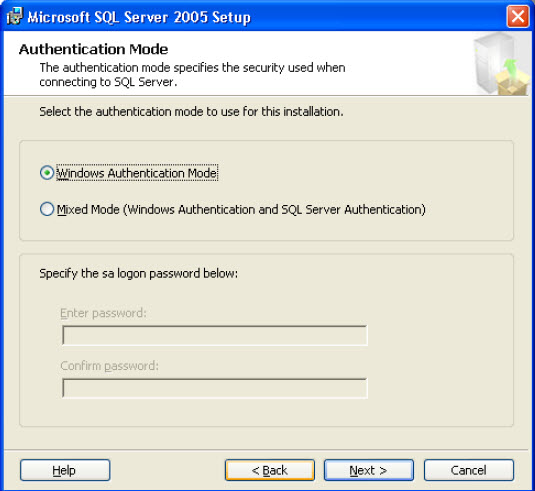 Microsoft SQL Server 2005 Setup
Authentication Mode
The authentication mode specifies the security used when
connecting to SQL Server.
Select the authentication mode to use for this installation.
Windows Authentication Mode
Mixed Mode (Windows Authentication and SQL Server Authentication)
Specify the sa logon password below:
Enter password:
Confirm password:
Help
< Back
Next >
Cancel